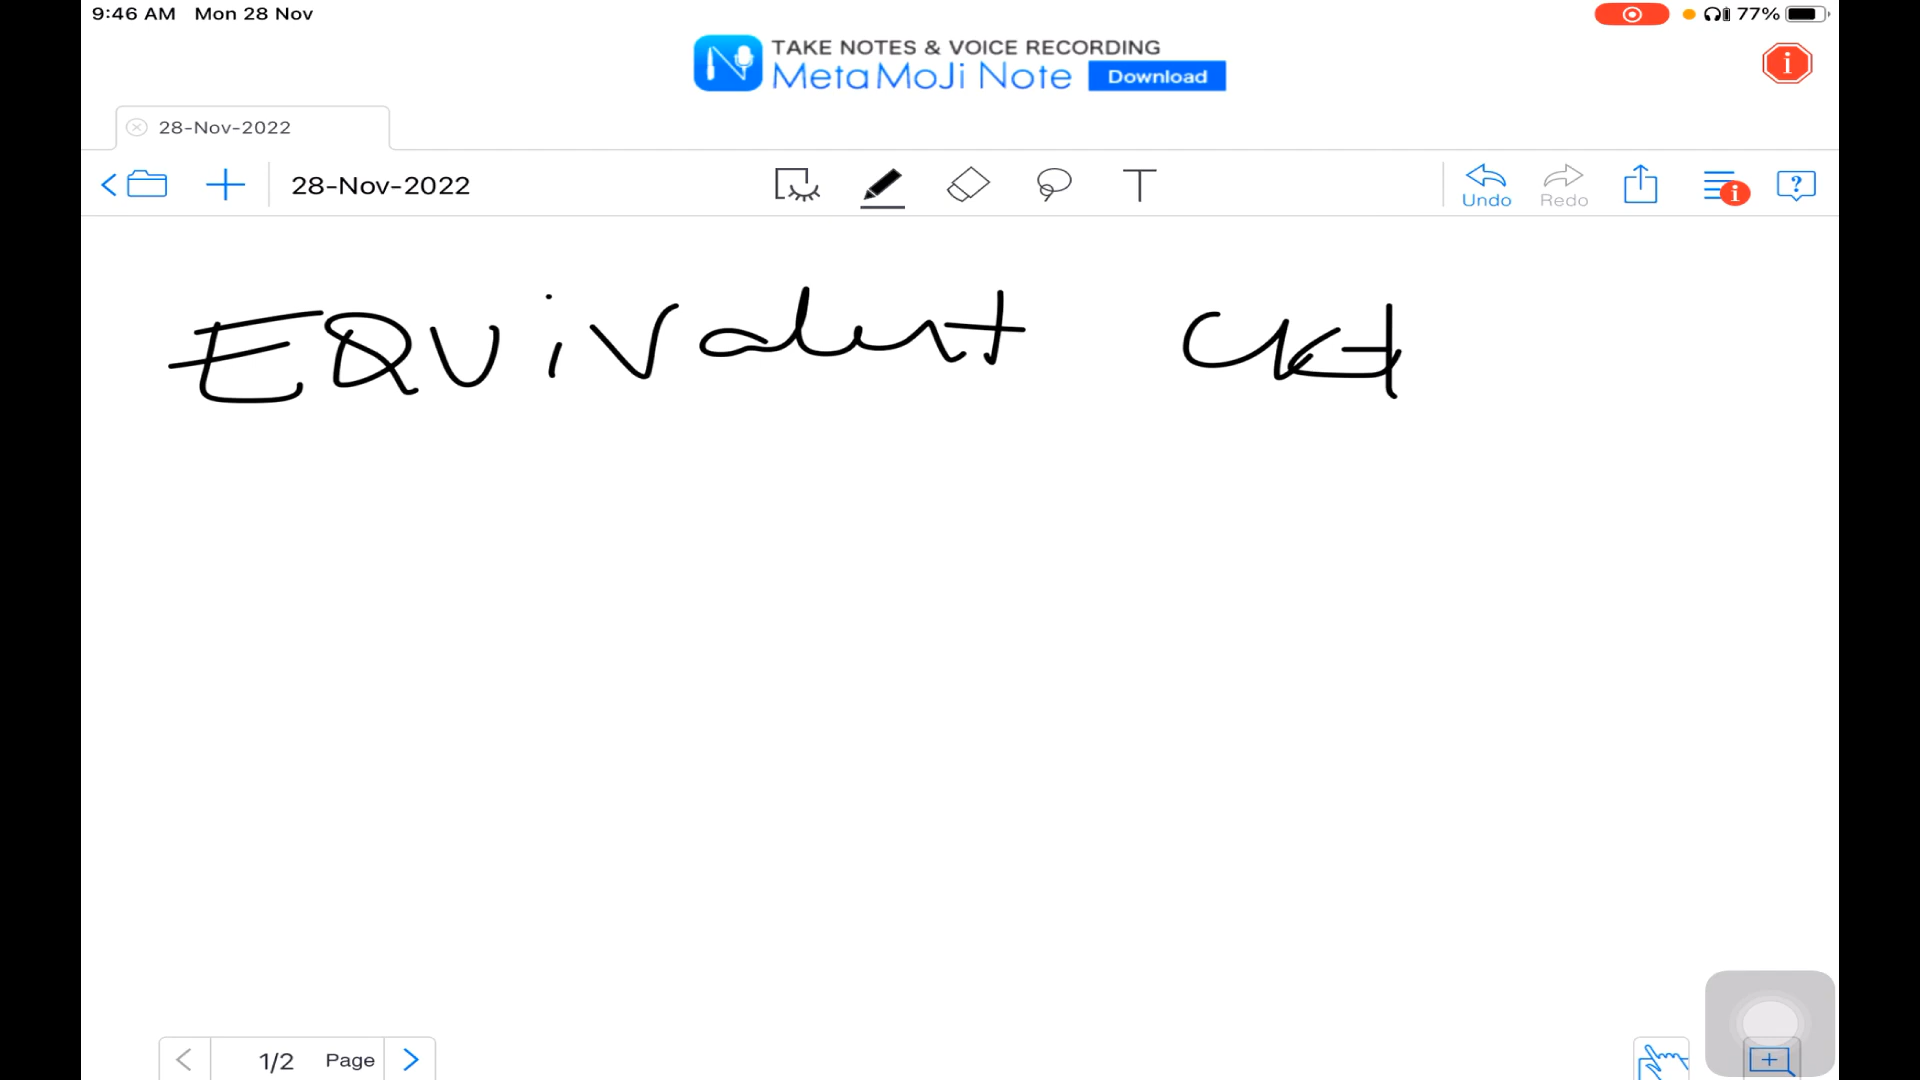 9:46 AM Mon 28 Nov 77%
TAKE NOTES & VOICE RECORDING
MetaMoJi Note Download
28-Nov-2022
28-Nov-2022 T Undo Redo
EQUivalent Ckt
1/2 Page